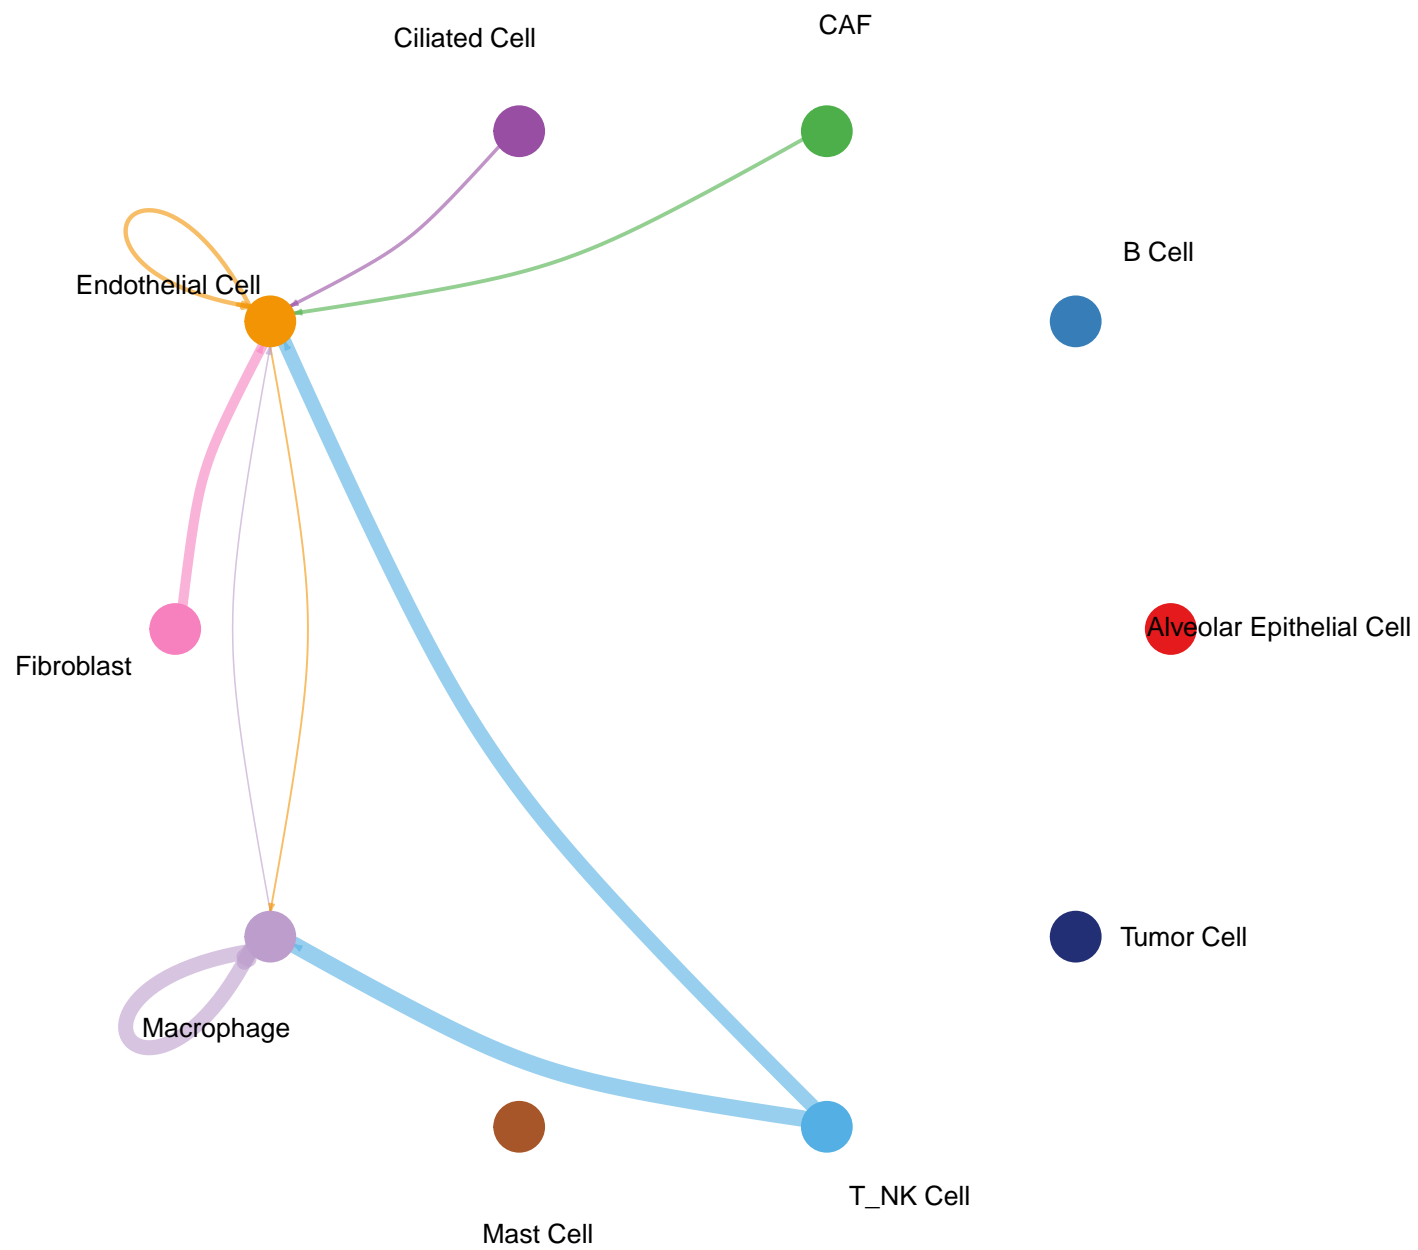 CAF
Ciliated Cell
B Cell
Endothelial Cell
Alveolar Epithelial Cell
Fibroblast
Tumor Cell
Macrophage
T_NK Cell
Mast Cell